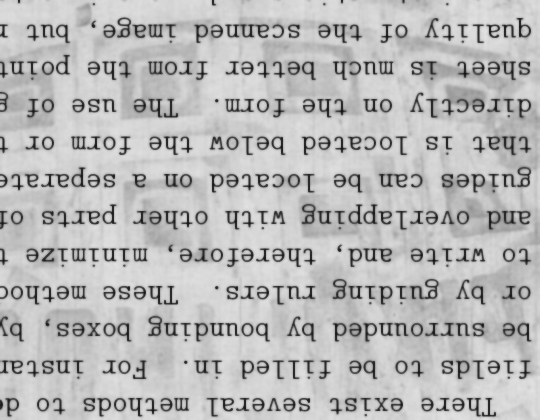 There exist several methods to de
fields to be filled in. For instan
be surrounded by bounding boxes, by
or by guiding rulers. These method
to write and, therefore, minimize t
and overlapping with other parts of
guides can be located on a separate
that is located below the form or t
directly on the form. The use of g
sheet is much better from the point
quality of the scanned image, but r